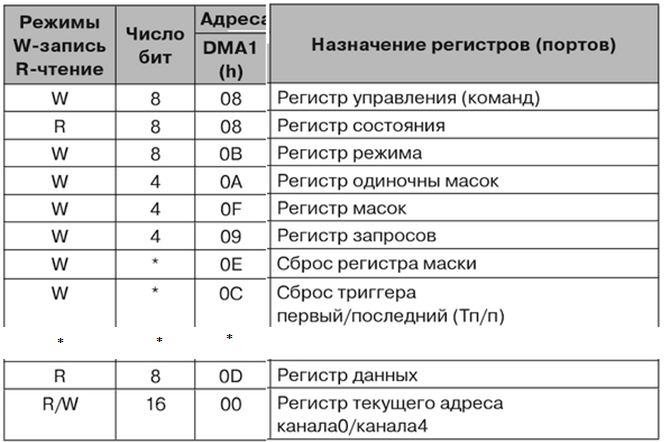 Режимы
W-запись
R-чтение
Число
бит
Адреса
DMA1
(h)
Назначение регистров (портов)
W 8 08 Регистр управления (команд)
R 8 08 Регистр состояния
W 8 0B Регистр режима
W 4 0A Регистр одиночны масок
W 4 0F Регистр масок
W 4 09 Регистр запросов
W * 0E Сброс регистра маски
W * 0C Сброс триггера
первый/последний (Тп/п)
* * *
R 8 0D Регистр данных
R/W 16 00 Регистр текущего адреса
канала0/канала4